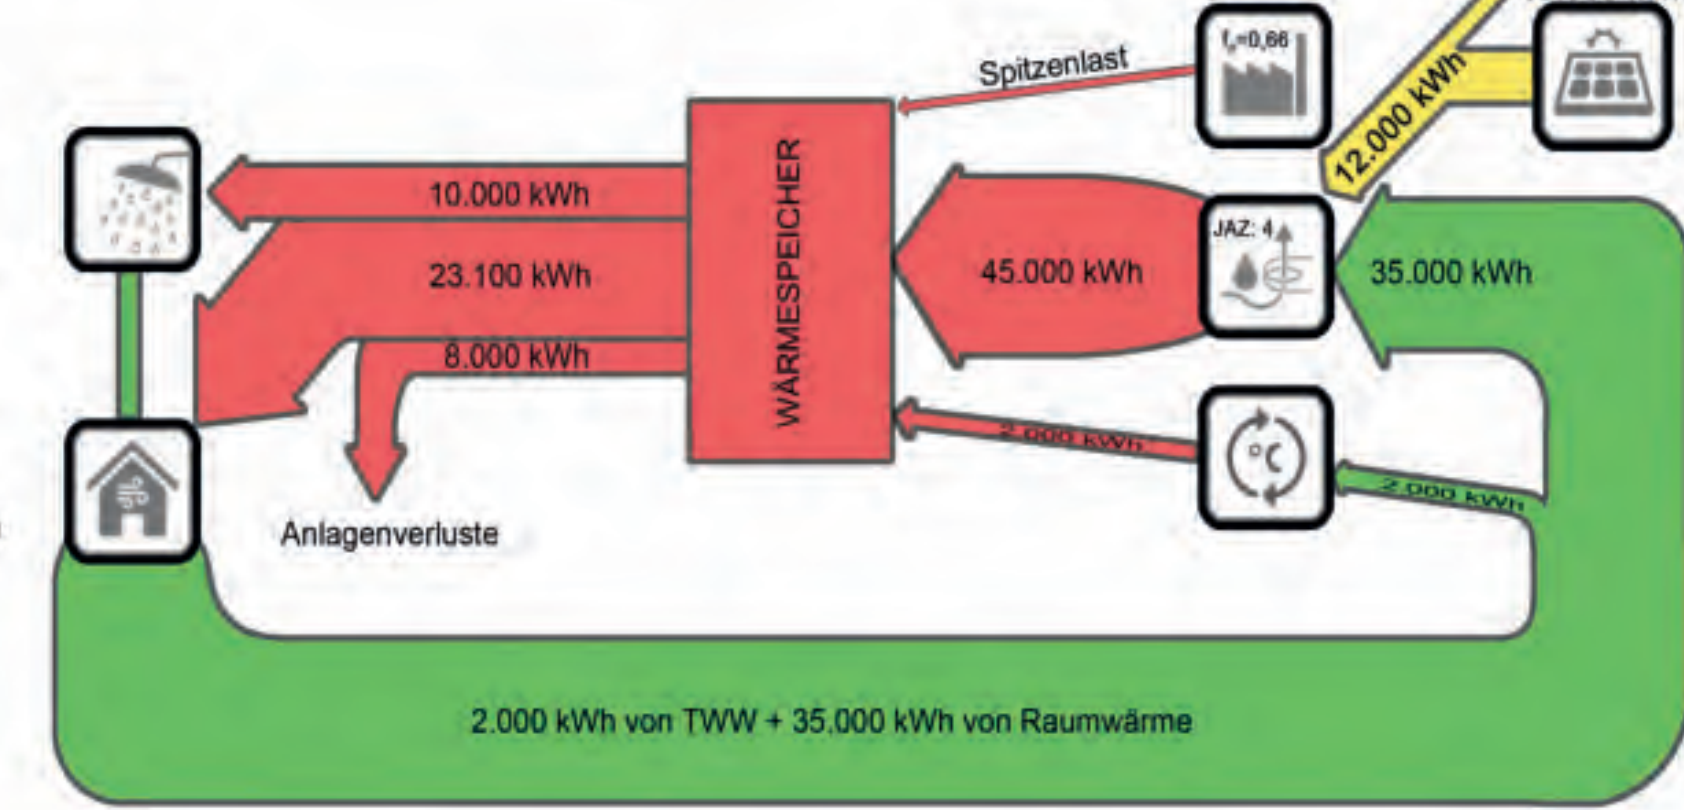 fₚ=0,66
Spitzenlast
12.000 kWh
10.000 kWh
WÄRMESPEICHER
JAZ: 4
23.100 kWh
45.000 kWh
35.000 kWh
8.000 kWh
2.000 kWh
°C
2.000 kWh
Anlagenverluste
2.000 kWh von TWW + 35.000 kWh von Raumwärme